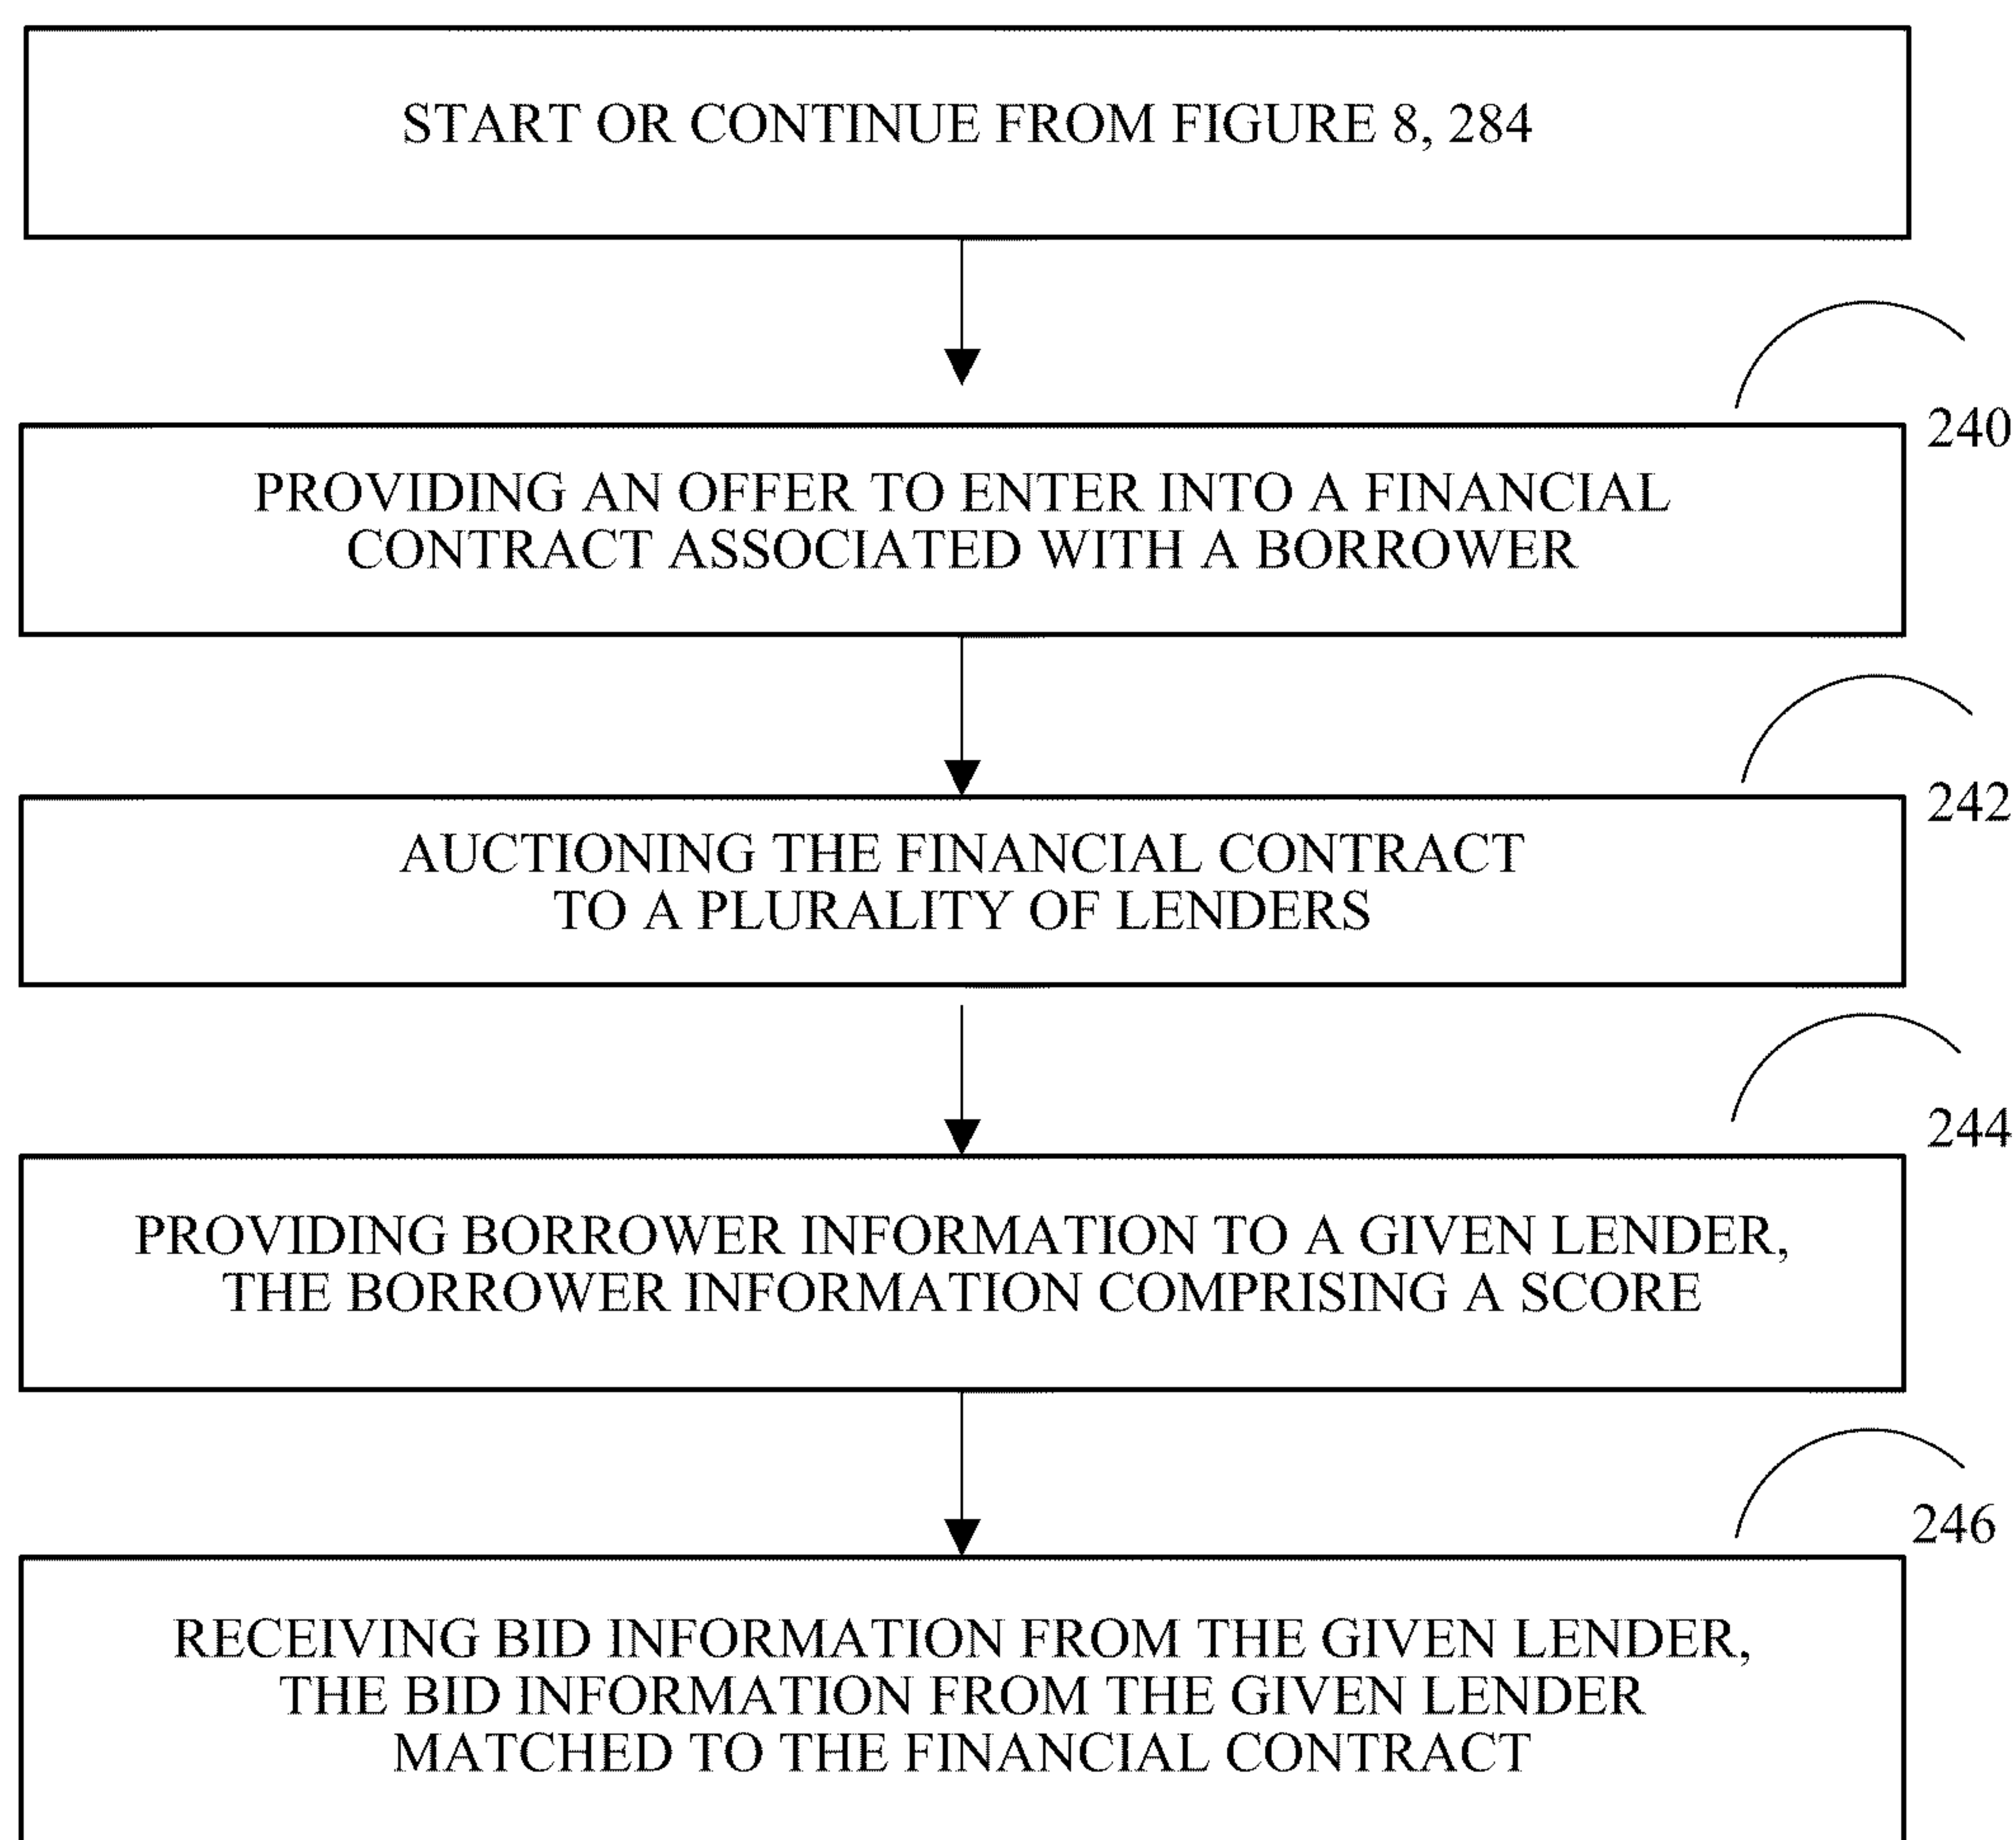 START OR CONTINUE FROM FIGURE 8, 284
240
PROVIDING AN OFFER TO ENTER INTO A FINANCIAL
CONTRACT ASSOCIATED WITH A BORROWER
242
AUCTIONING THE FINANCIAL CONTRACT
TO A PLURALITY OF LENDERS
244
PROVIDING BORROWER INFORMATION TO A GIVEN LENDER,
THE BORROWER INFORMATION COMPRISING A SCORE
246
RECEIVING BID INFORMATION FROM THE GIVEN LENDER,
THE BID INFORMATION FROM THE GIVEN LENDER
MATCHED TO THE FINANCIAL CONTRACT